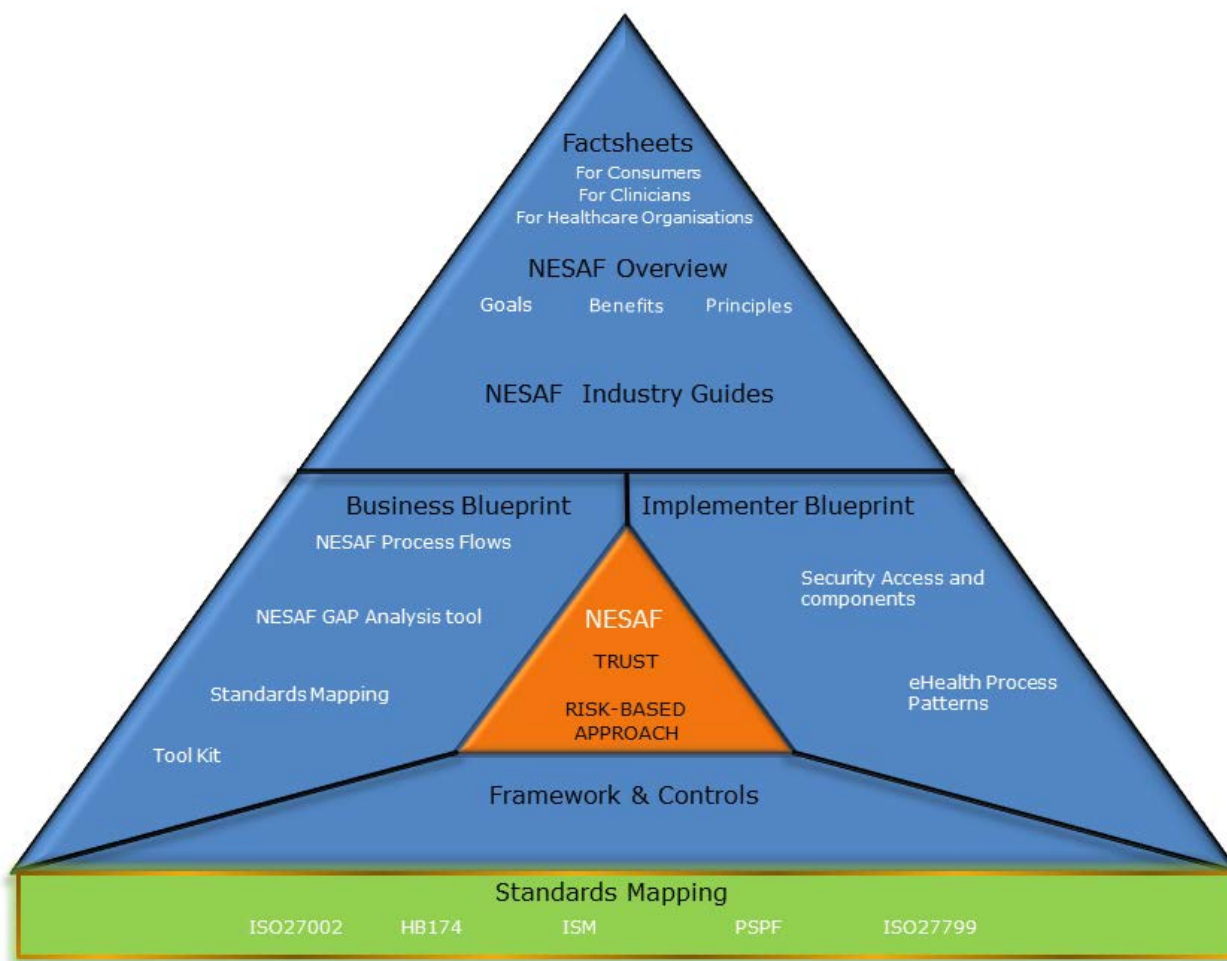 Factsheets
For Consumers
For Clinicians
For Healthcare Organisations
NESAF Overview
Goals Benefits Principles
NESAF Industry Guides
Business Blueprint
NESAF Process Flows
NESAF GAP Analysis tool
Standards Mapping
Tool Kit
Implementer Blueprint
Security Access and
components
eHealth Process
Patterns
NESAF
TRUST
RISK-BASED
APPROACH
Framework & Controls
Standards Mapping
ISO27002 HB174 ISM PSPF ISO27799